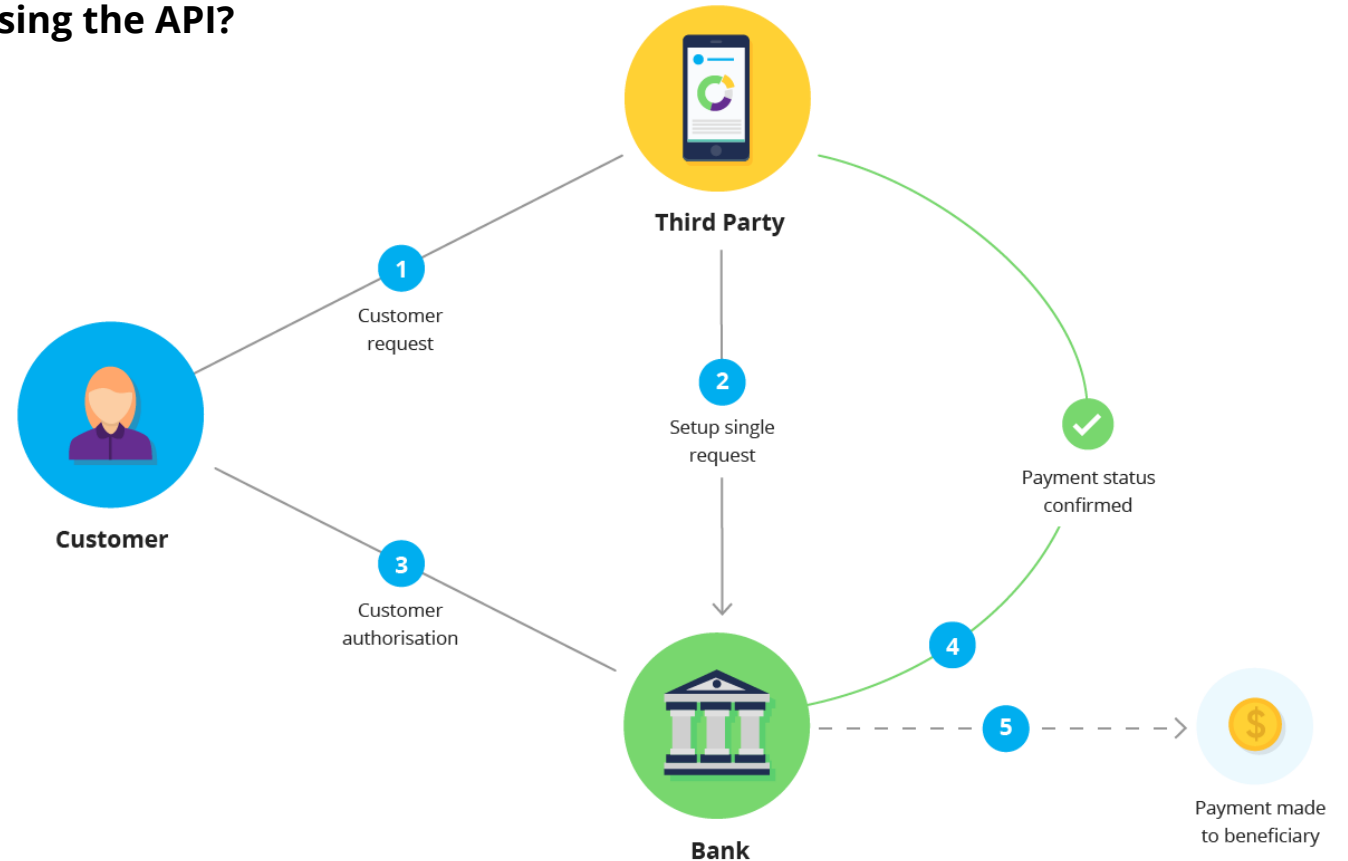 sing the API?
Third Party
1
Customer
request
2
Setup single
request
Payment status
confirmed
Customer
3
Customer
authorisation
4
5
$
Payment made
to beneficiary
Bank